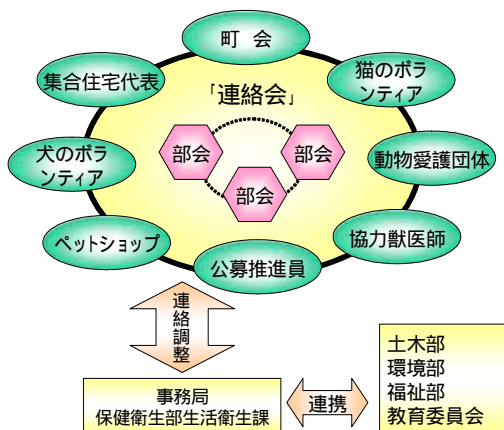 町 会
集合住宅代表
猫のボラ
ンティア
「連絡会」
部会
部会
部会
犬のボラ
ンティア
動物愛護団体
ペットショップ
協力獣医師
公募推進員
連絡調整
事務局
保健衛生部生活衛生課
連携
土木部
環境部
福祉部
教育委員会